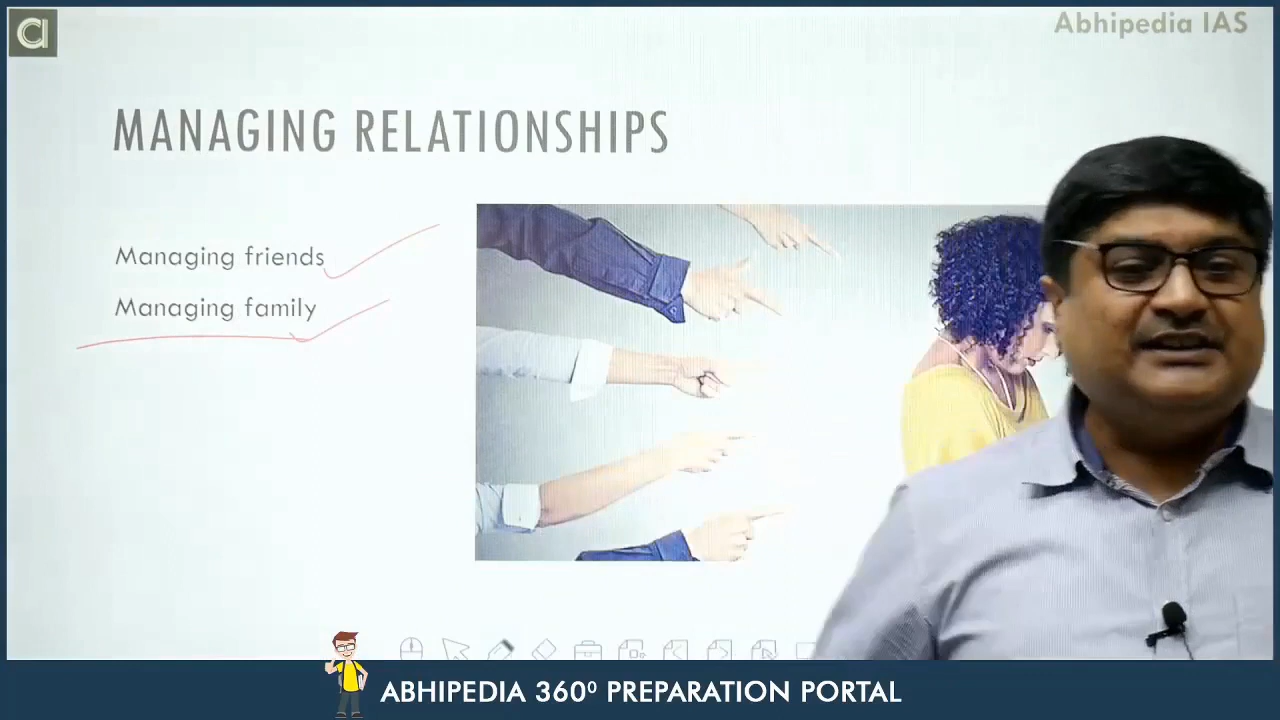 Abhipedia IAS
MANAGING RELATIONSHIPS
Managing friends
Managing family
ABHIPEDIA 360⁰ PREPARATION PORTAL